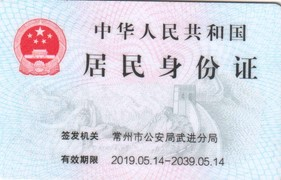 中华人民共和国
居民身份证
签发机关 常州市公安局武进分局
有效期限 2019.05.14-2039.05.14